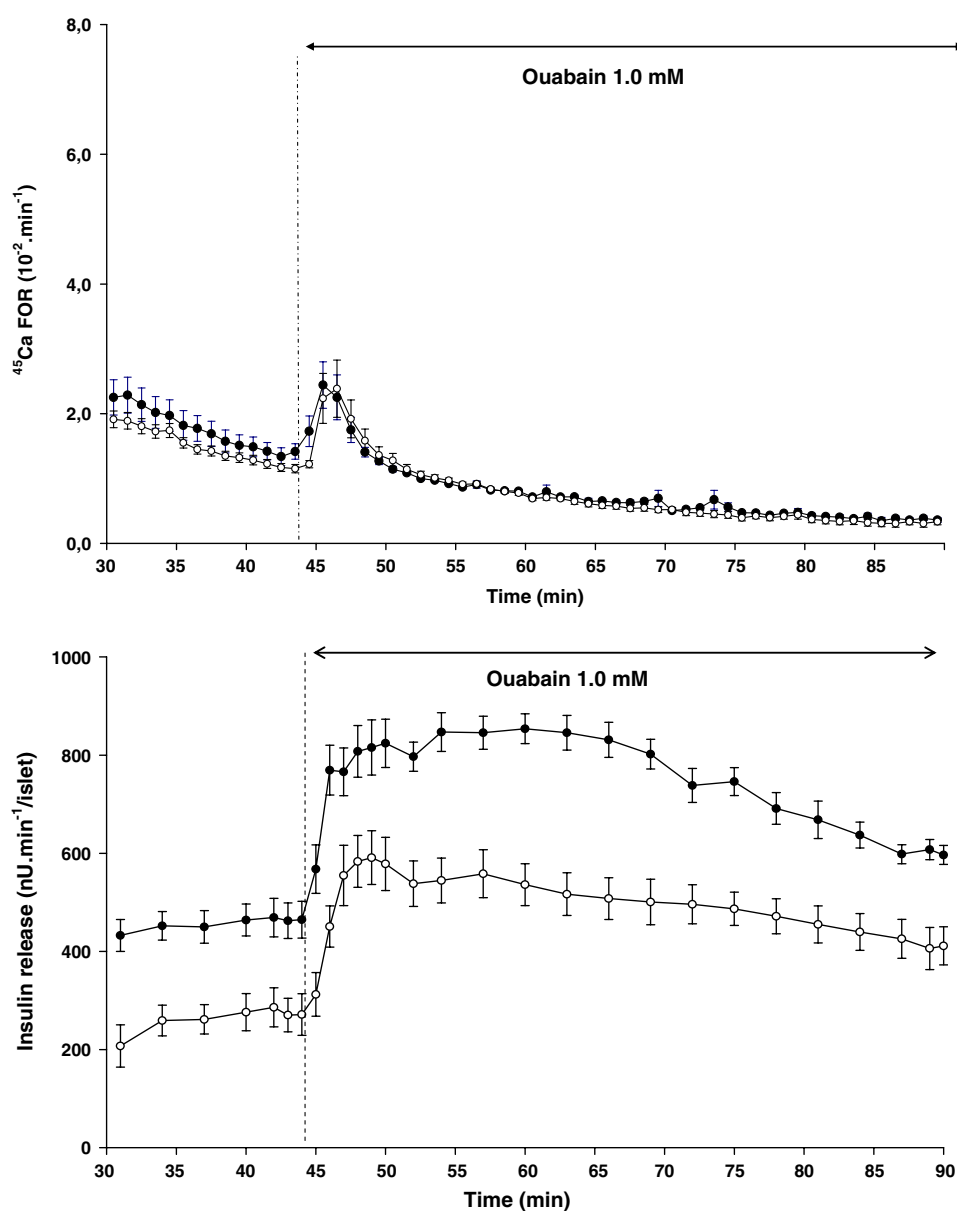 8,0
Ouabain 1.0 mM
6,0
4,0
2,0
0,0
⁴⁵Ca FOR (10⁻².min⁻¹)
30 35 40 45 50 55 60 65 70 75 80 85
Time (min)
1000
Ouabain 1.0 mM
800
600
400
200
0
Insulin release (nU.min⁻¹/islet)
30 35 40 45 50 55 60 65 70 75 80 85 90
Time (min)